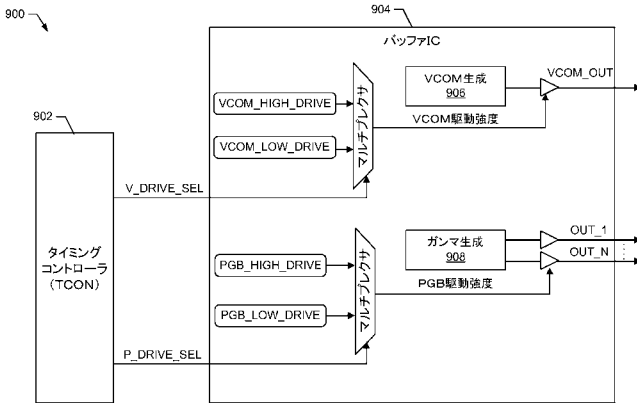 900
904
バッファIC
902
VCOM_HIGH_DRIVE
VCOM_LOW_DRIVE
マルチプレクサ
VCOM生成
906
VCOM_OUT
VCOM駆動強度
V_DRIVE_SEL
タイミング
コントローラ
(TCON)
PGB_HIGH_DRIVE
PGB_LOW_DRIVE
マルチプレクサ
ガンマ生成
908
OUT_1
OUT_N
PGB駆動強度
P_DRIVE_SEL